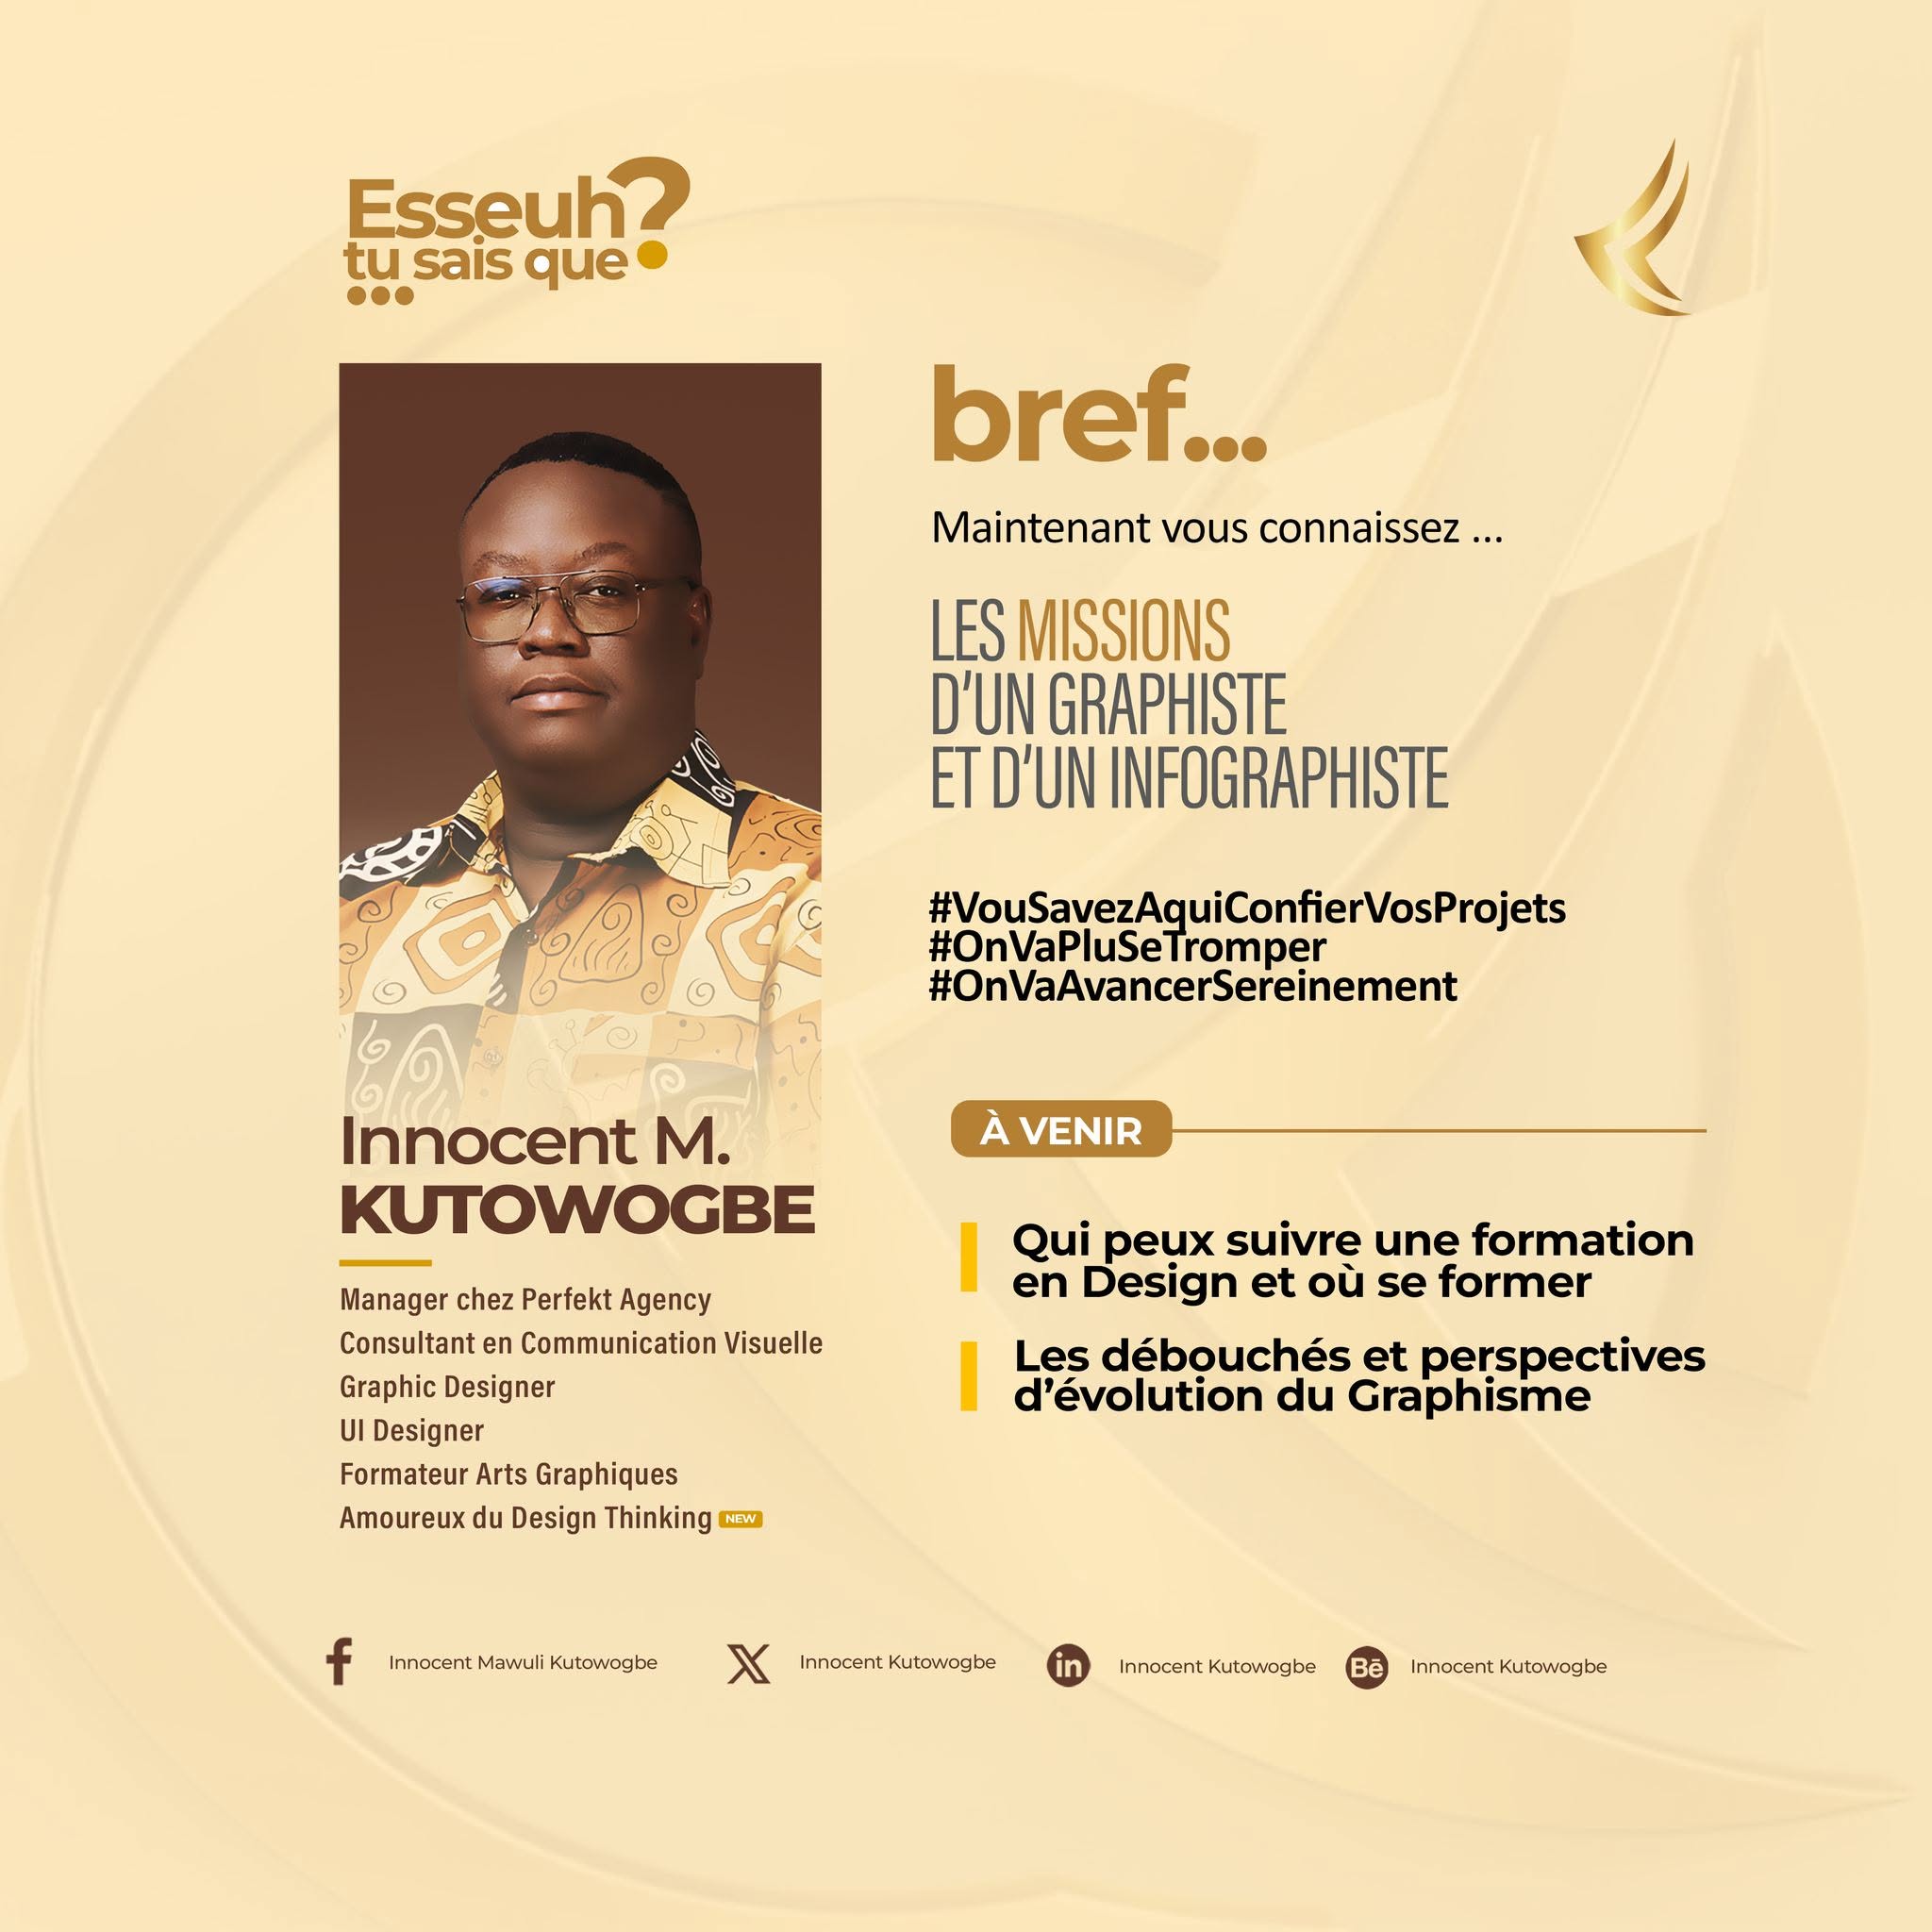 Esseuh?
tu sais que
...
bref...
Maintenant vous connaissez ...
LES MISSIONS
D’UN GRAPHISTE
ET D’UN INFOGRAPHISTE
#VouSavezAquiConfierVosProjets
#OnVaPluSeTromper
#OnVaAvancerSereinement
Innocent M.
KUTOWOGBE
Manager chez Perfekt Agency
Consultant en Communication Visuelle
Graphic Designer
UI Designer
Formateur Arts Graphiques
Amoureux du Design Thinking NEW
À VENIR
Qui peux suivre une formation
en Design et où se former
Les débouchés et perspectives
d’évolution du Graphisme
Innocent Mawuli Kutowogbe
Innocent Kutowogbe
in Innocent Kutowogbe
Bē Innocent Kutowogbe